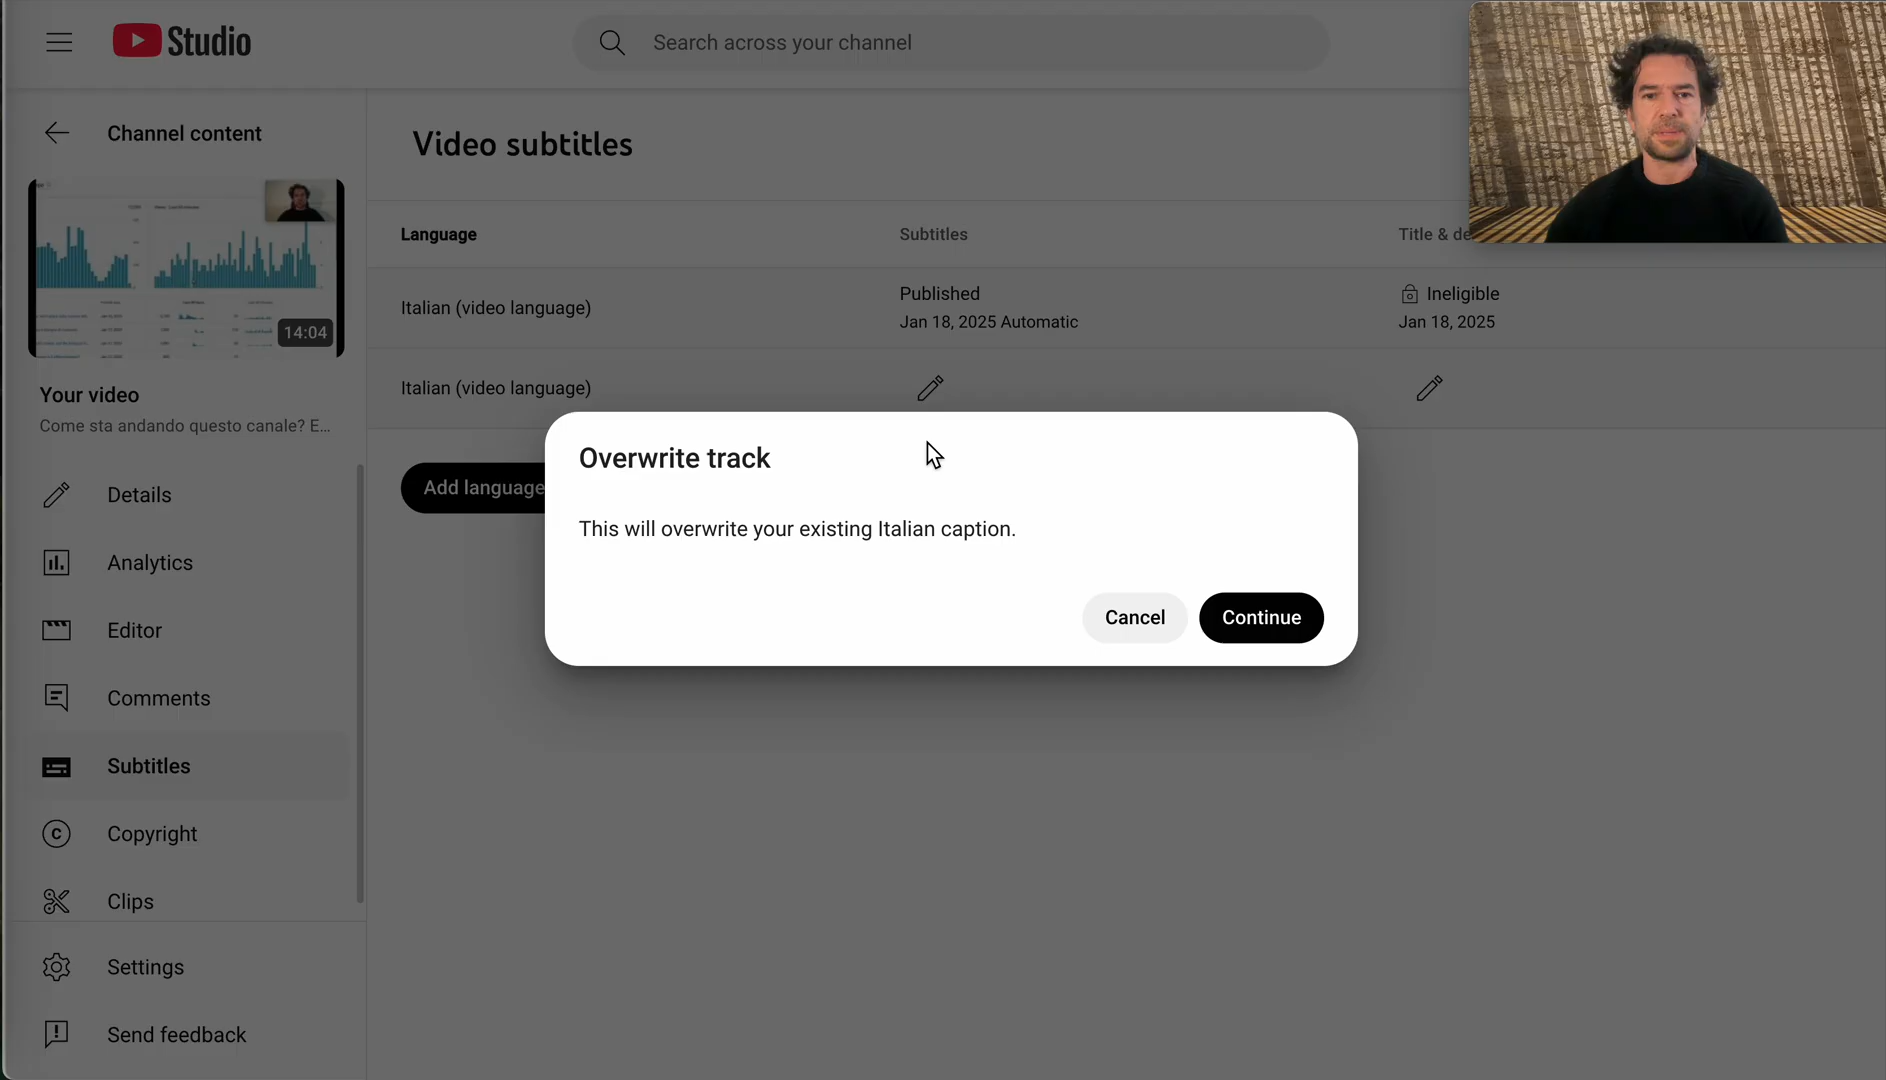 Studio
Search across your channel
Channel content
14:04
Your video
Come sta andando questo canale? E...
Details
Analytics
Editor
Comments
Subtitles
Copyright
Clips
Settings
Send feedback
Video subtitles
Language Subtitles Title & de
Italian (video language) Published Ineligible
Jan 18, 2025 Automatic Jan 18, 2025
Italian (video language)
Add language
Overwrite track
This will overwrite your existing Italian caption.
Cancel Continue